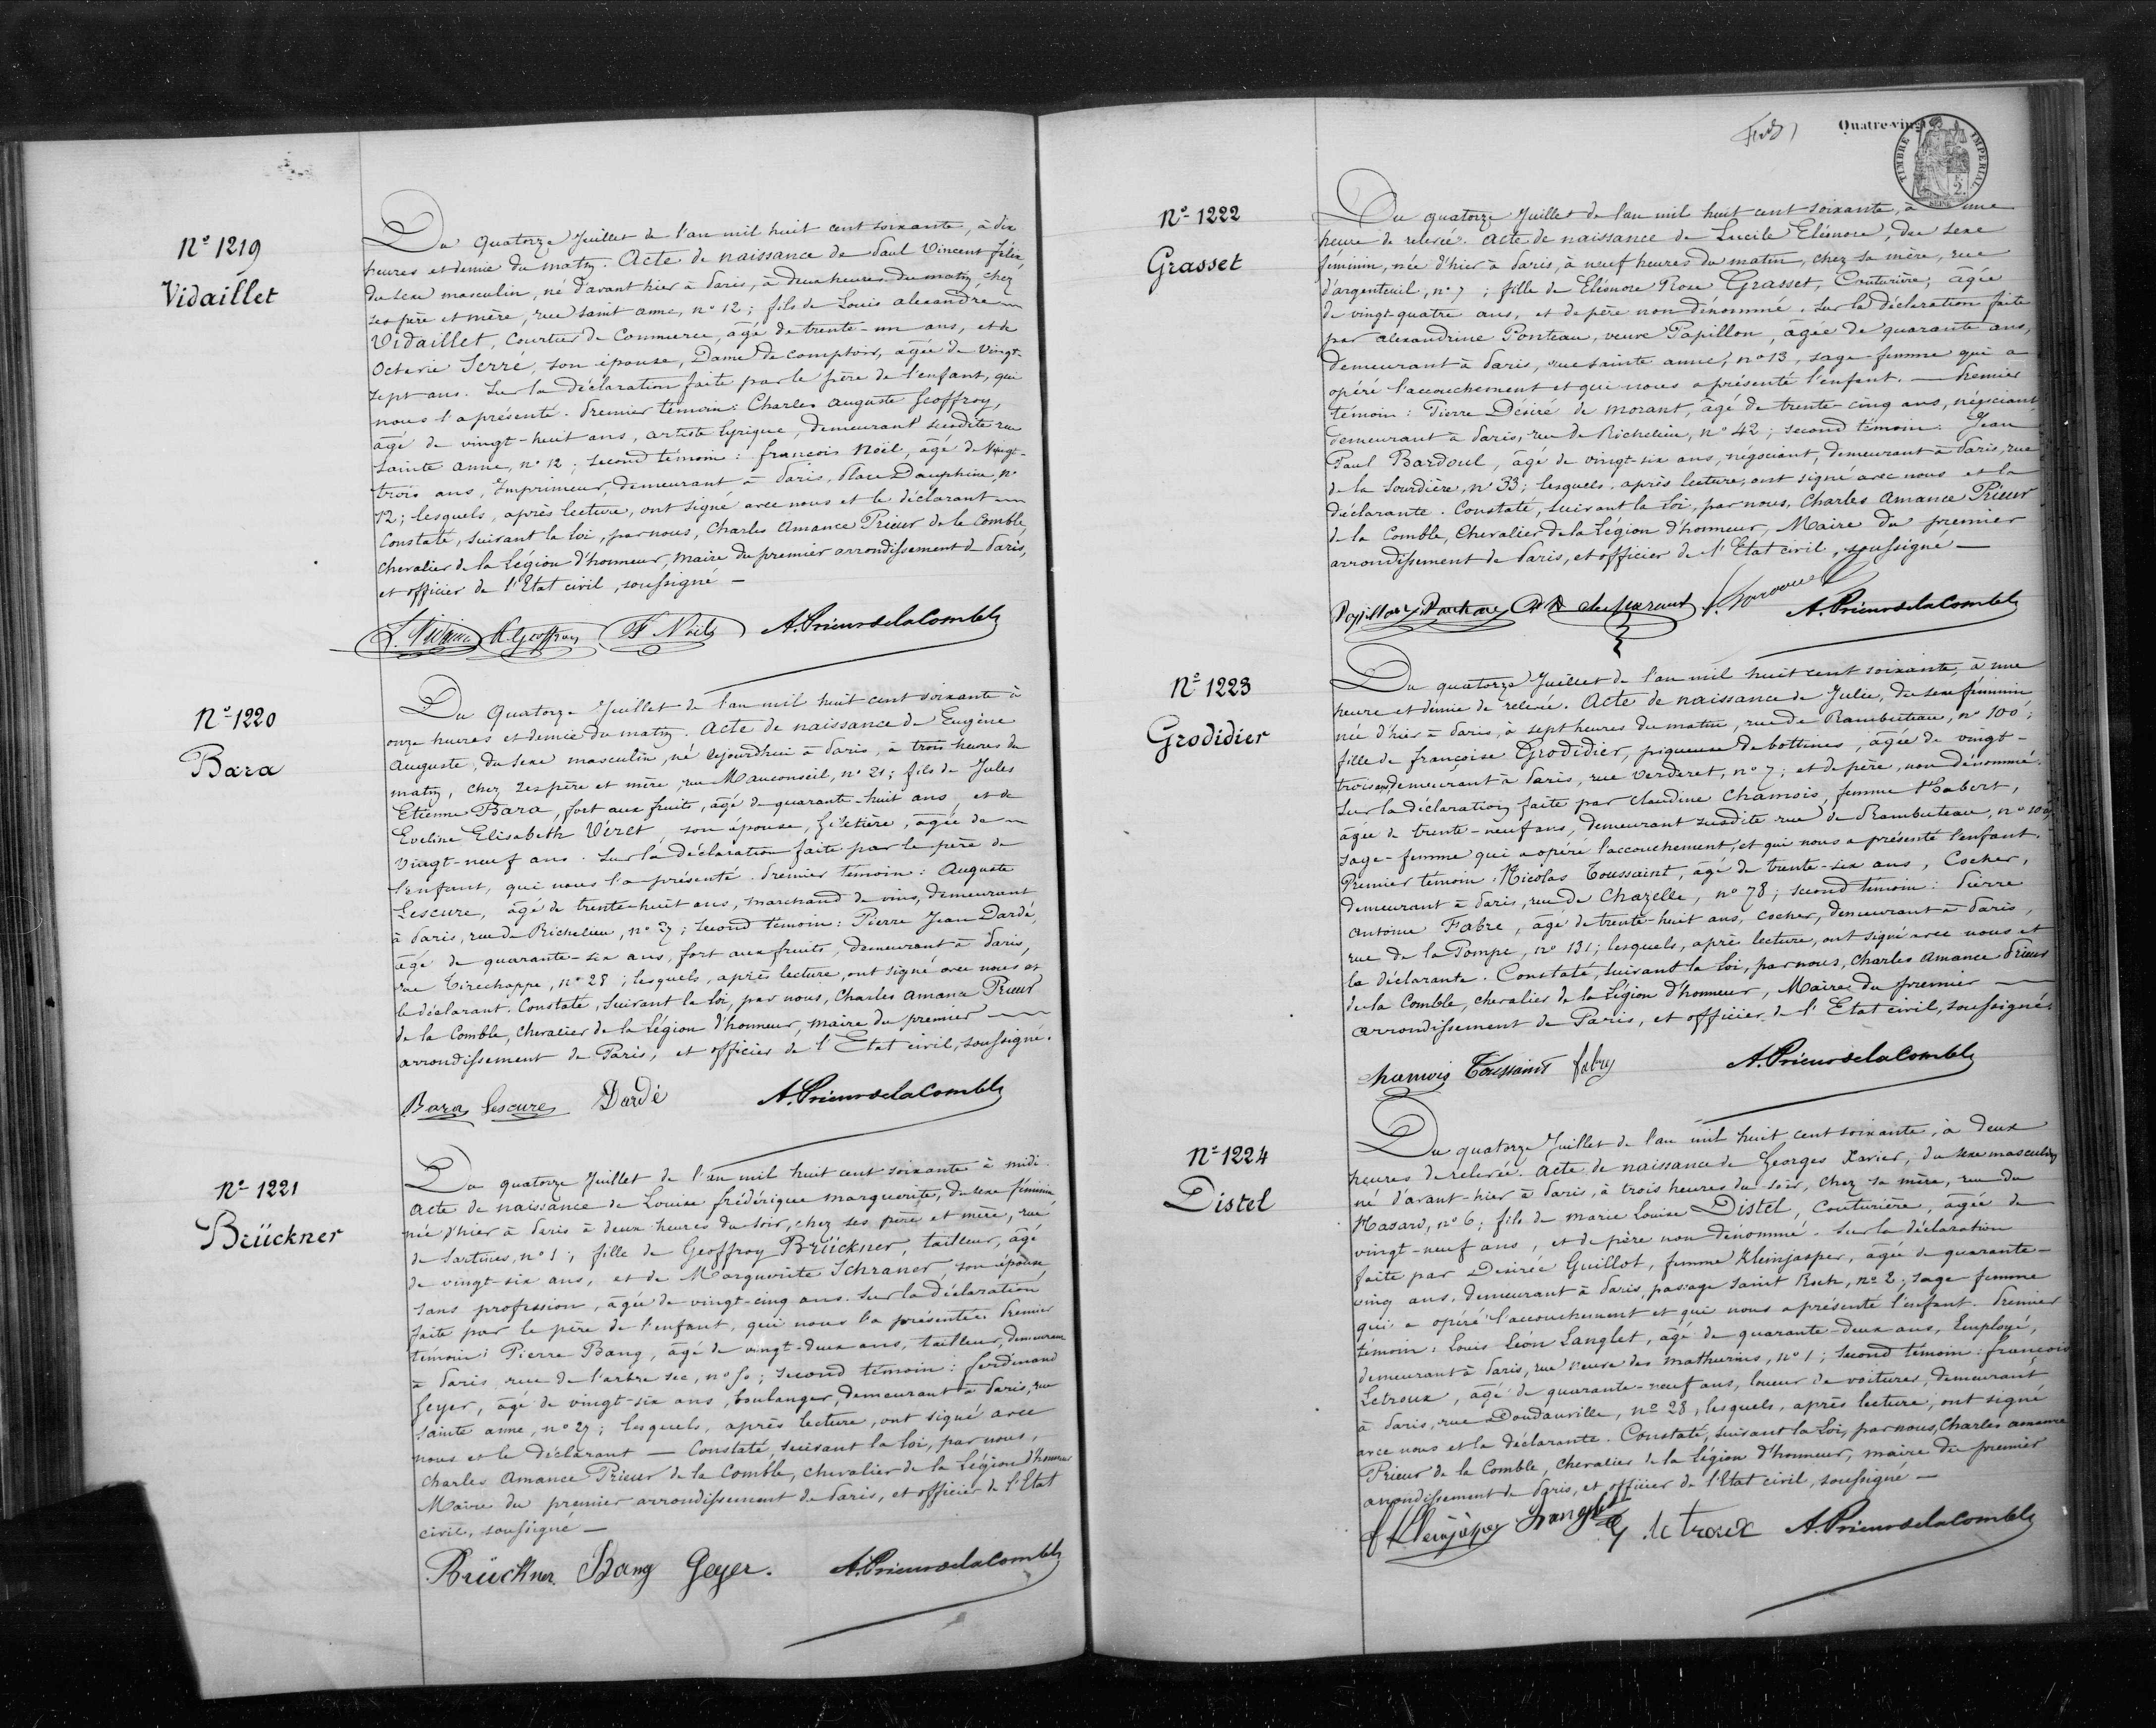 Nº 1219
Vidaillet
Du Quatorze Juillet de l'an mil huit cent soixante, à dix
heures et demie du matin. Acte de naissance de Paul Vincent Félix,
du sexe masculin, né d'avant hier à Paris, à deux heures du matin, chez
ses père et mère, rue Saint anne, nº 12; fils de Louis alexandre
Vidaillet, Courtier de Commerce, âgé de trente-un ans, et de
Octavie Serré, son épouse, Dame de comptoir, âgée de vingt-
sept ans. Sur la déclaration faite par le père de l'enfant, qui
nous l'a présenté. Premier témoin: Charles auguste Geoffroy,
âgé de vingt-huit ans, artiste lyrique, demeurant susdite rue
Sainte anne, nº 12; second témoin: françois Noël, âgé de vingt-
trois ans, Imprimeur, demeurant à Paris, Place Dauphine, nº
12; lesquels, après lecture, ont signé avec nous et le déclarant
Constaté, suivant la loi, par nous, Charles Amance Prieur de la Comble,
Chevalier de la Légion d'honneur, Maire du premier arrondissement de Paris,
et officier de l'Etat civil, soussigné —
A. Geoffroy F Noël A. Prieur de la Comble
Nº 1220
Bara
Du Quatorze Juillet de l'an mil huit cent soixante à
onze heures et demie du matin. Acte de naissance de Eugène
Auguste, du sexe masculin, né aujourd'hui à Paris, à trois heures du
matin, chez ses père et mère, rue Mauconseil, nº 21; fils de Jules
Etienne Bara, fort aux fruits, âgé de quarante-huit ans, et de
Eveline Elisabeth Véret, son épouse, Giletière, âgée de
vingt-neuf ans. Sur la déclaration faite par le père de
l'enfant, qui nous l'a présenté. Premier témoin: Auguste
Lescure, âgé de trente-huit ans, marchand de vins, demeurant
à Paris, rue de Richelieu, nº 27; second témoin: Pierre Jean Dardé,
âgé de quarante-six ans, fort aux fruits, demeurant à Paris,
rue Tirechappe, nº 28; lesquels, après lecture, ont signé avec nous et
le déclarant. Constaté, suivant la loi, par nous, Charles Amance Prieur
de la Comble, Chevalier de la Légion d'honneur, maire du premier
arrondissement de Paris, et officier de l'Etat civil, soussigné.
Bara Lescure Dardé A. Prieur de la Comble
Nº 1221
Brückner
Du quatorze Juillet de l'an mil huit cent soixante à midi
Acte de naissance de Louise frédérique marguerite, du sexe féminin,
née d'hier à Paris à deux heures du soir, chez ses père et mère, rue
de Sartines, nº 1; fille de Geoffroy Brückner, tailleur, âgé
de vingt-six ans, et de Marguerite Schraner, son épouse,
sans profession, âgée de vingt-cinq ans. Sur la déclaration
faite par le père de l'enfant, qui nous l'a présentée. Premier
témoin: Pierre Bang, âgé de vingt-deux ans, tailleur, demeurant
à Paris rue de l'arbre sec, nº 50; second témoin: ferdinand
Geyer, âgé de vingt-six ans, boulanger, demeurant à Paris, rue
sainte anne, nº 27; lesquels, après lecture, ont signé avec
nous et le déclarant — Constaté, suivant la loi, par nous,
Charles Amance Prieur de la Comble, chevalier de la Légion d'honneur
Maire du premier arrondissement de Paris, et officier de l'Etat
civil, soussigné —
Brückner Bang Geyer. A. Prieur de la Comble
Quatre-vingt
TIMBRE IMPERIAL
Nº 1222
Grasset
Du quatorze Juillet de l'an mil huit cent soixante, à une
heure de relevée. Acte de naissance de Lucile Eléonore, du sexe
féminin, née d'hier à Paris, à neuf heures du matin, chez sa mère, rue
d'argenteuil, nº 7; fille de Eléonore Rose Grasset, Couturière, âgée
de vingt-quatre ans, et de père non dénommé. Sur la déclaration faite
par alexandrine Ponteau, veuve Papillon, âgée de quarante ans,
demeurant à Paris, rue sainte anne, nº 13, sage-femme qui a
opéré l'accouchement et qui nous a présenté l'enfant. — Premier
témoin: Pierre Désiré de morant, âgé de trente-cinq ans, négociant,
demeurant à Paris, rue de Richelieu, nº 42; second témoin: Jean
Paul Bardoul, âgé de vingt-six ans, négociant, demeurant à Paris, rue
de la Sourdière, nº 33; lesquels, après lecture, ont signé avec nous et la
déclarante. Constaté, suivant la loi, par nous, Charles Amance Prieur
de la Comble, Chevalier de la Légion d'honneur, Maire du premier
arrondissement de Paris, et officier de l'Etat civil, soussigné —
A. Prieur de la Comble
Nº 1223
Grodidier
Du quatorze Juillet de l'an mil huit cent soixante, à une
heure et demie de relevée. Acte de naissance de Julie, du sexe féminin
née d'hier à Paris, à sept heures du matin, rue de Rambuteau, nº 100;
fille de françoise Grodidier, piqueuse de bottines, âgée de vingt-
trois ans, demeurant à Paris, rue Verderet, nº 7; et de père, non dénommé.
Sur la déclaration faite par Claudine Chamois, femme Habert,
âgée de trente-neuf ans, demeurant susdite rue de Rambuteau, nº 100,
sage-femme qui a opéré l'accouchement, et qui nous a présenté l'enfant.
Premier témoin: Nicolas Toussaint, âgé de trente-six ans, Cocher,
demeurant à Paris, rue de Chazelle, nº 78; second témoin: Pierre
antoine Fabre, âgé de trente-huit ans, cocher, demeurant à Paris,
rue de la Pompe, nº 131; lesquels, après lecture, ont signé avec nous et
la déclarante. Constaté, suivant la loi, par nous, Charles Amance Prieur
de la Comble, chevalier de la Légion d'honneur, Maire du premier
arrondissement de Paris, et officier de l'Etat civil, soussigné.
Chamois Toussaint A. Prieur de la Comble
Nº 1224
Distel
Du quatorze Juillet de l'an mil huit cent soixante, à deux
heures de relevée. Acte de naissance de Georges Xavier, du sexe masculin
né d'avant-hier à Paris, à trois heures du soir, chez sa mère, rue du
Hasard, nº 6; fils de marie Louise Distel, couturière, âgée de
vingt-neuf ans, et de père non dénommé. Sur la déclaration
faite par Désirée Guillot, femme Kleinjasper, âgée de quarante-
cinq ans, demeurant à Paris, passage saint Roch, nº 2, sage-femme
qui a opéré l'accouchement et qui nous a présenté l'enfant. Premier
témoin: Louis Léon Langlet, âgé de quarante-deux ans, Employé,
demeurant à Paris, rue neuve des mathurins, nº 1; second témoin: françois
Letroux, âgé de quarante-neuf ans, loueur de voitures, demeurant
à Paris, rue Doudauville, nº 28; lesquels, après lecture, ont signé
avec nous et la déclarante. Constaté, suivant la loi, par nous, Charles Amance
Prieur de la Comble, Chevalier de la légion d'honneur, maire du premier
arrondissement de Paris, et officier de l'Etat civil, soussigné —
f Kleinjasper letroux A. Prieur de la Comble